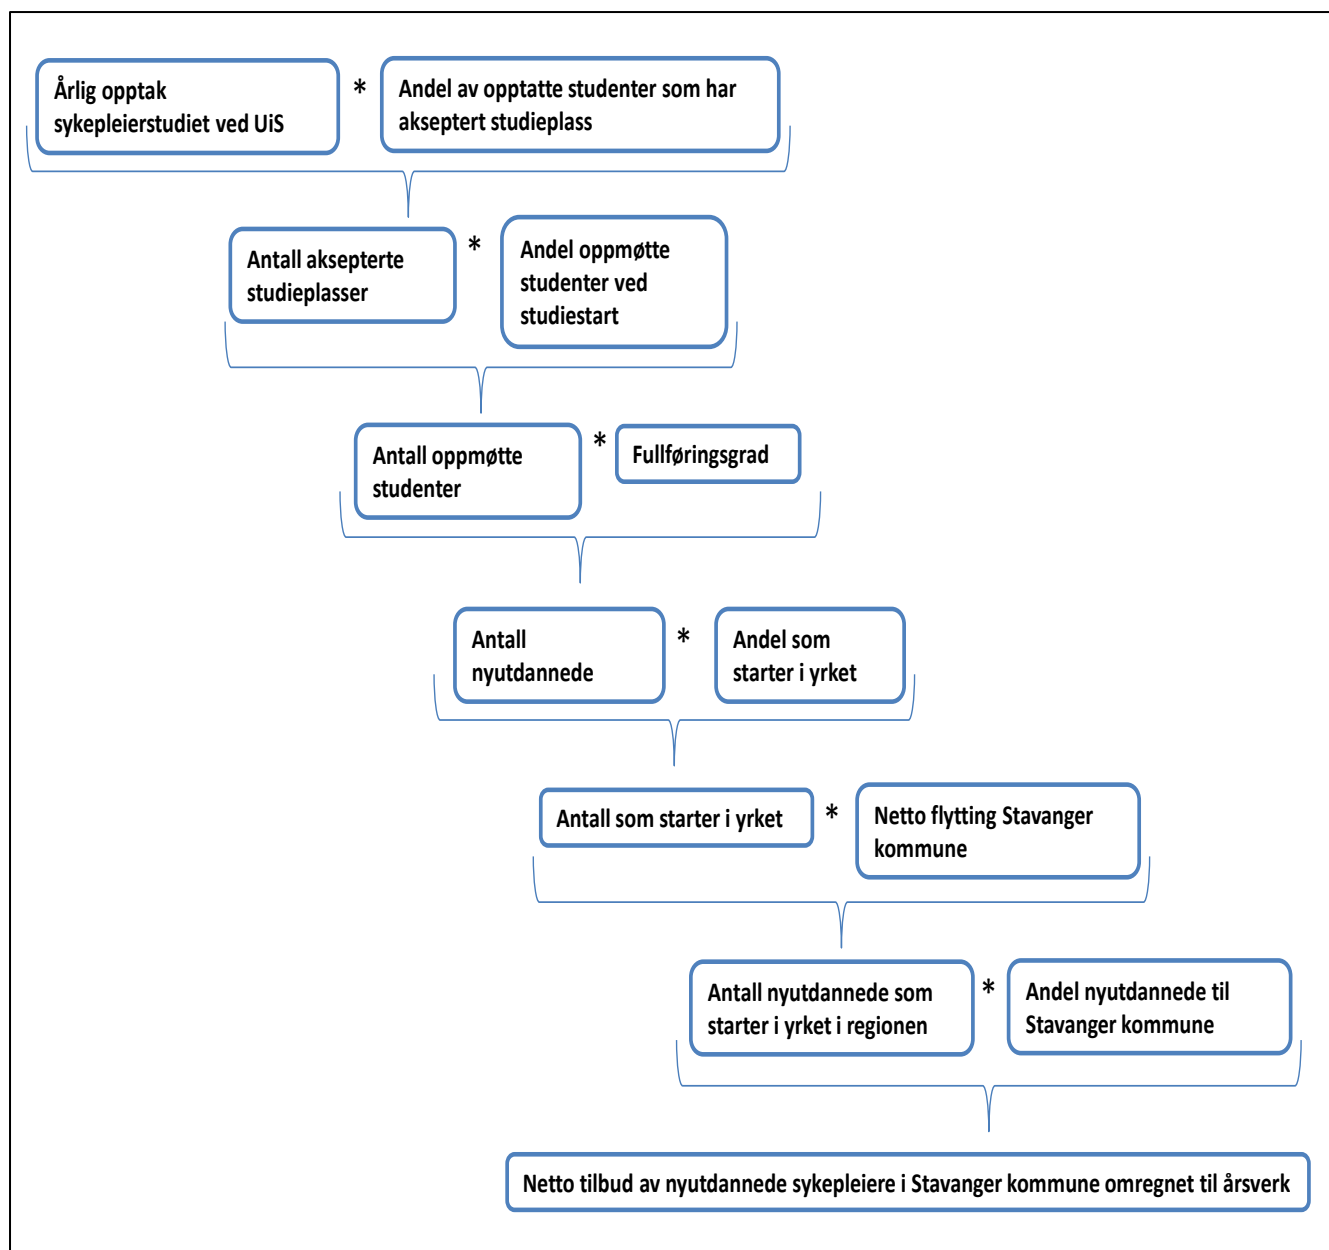 Årlig opptak
sykepleierstudiet ved UiS
*
Andel av opptatte studenter som har
akseptert studieplass
Antall aksepterte
studieplasser
*
Andel oppmøtte
studenter ved
studiestart
Antall oppmøtte
studenter
*
Fullføringsgrad
Antall
nyutdannede
*
Andel som
starter i yrket
Antall som starter i yrket
*
Netto flytting Stavanger
kommune
Antall nyutdannede som
starter i yrket i regionen
*
Andel nyutdannede til
Stavanger kommune
Netto tilbud av nyutdannede sykepleiere i Stavanger kommune omregnet til årsverk